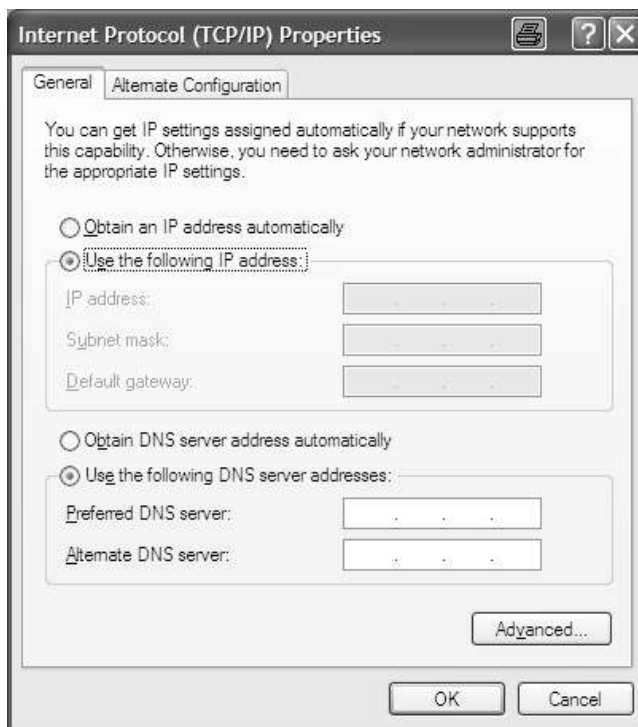 Internet Protocol (TCP/IP) Properties
General
Alternate Configuration
You can get IP settings assigned automatically if your network supports
this capability. Otherwise, you need to ask your network administrator for
the appropriate IP settings.
Obtain an IP address automatically
Use the following IP address:
IP address:
Subnet mask:
Default gateway:
Obtain DNS server address automatically
Use the following DNS server addresses:
Preferred DNS server:
Alternate DNS server:
Advanced...
OK
Cancel